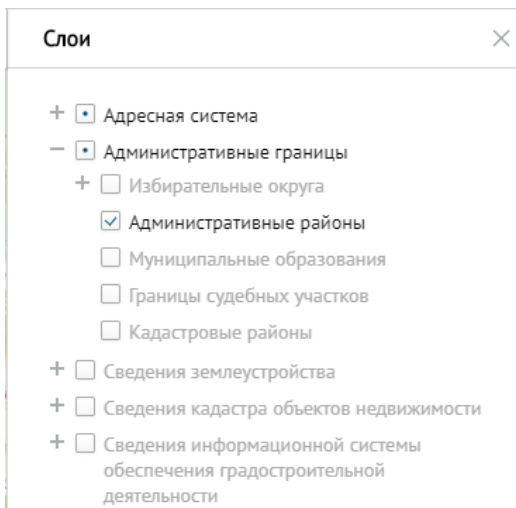 Слои
Адресная система
Административные границы
Избирательные округа
Административные районы
Муниципальные образования
Границы судебных участков
Кадастровые районы
Сведения землеустройства
Сведения кадастра объектов недвижимости
Сведения информационной системы
обеспечения градостроительной
деятельности